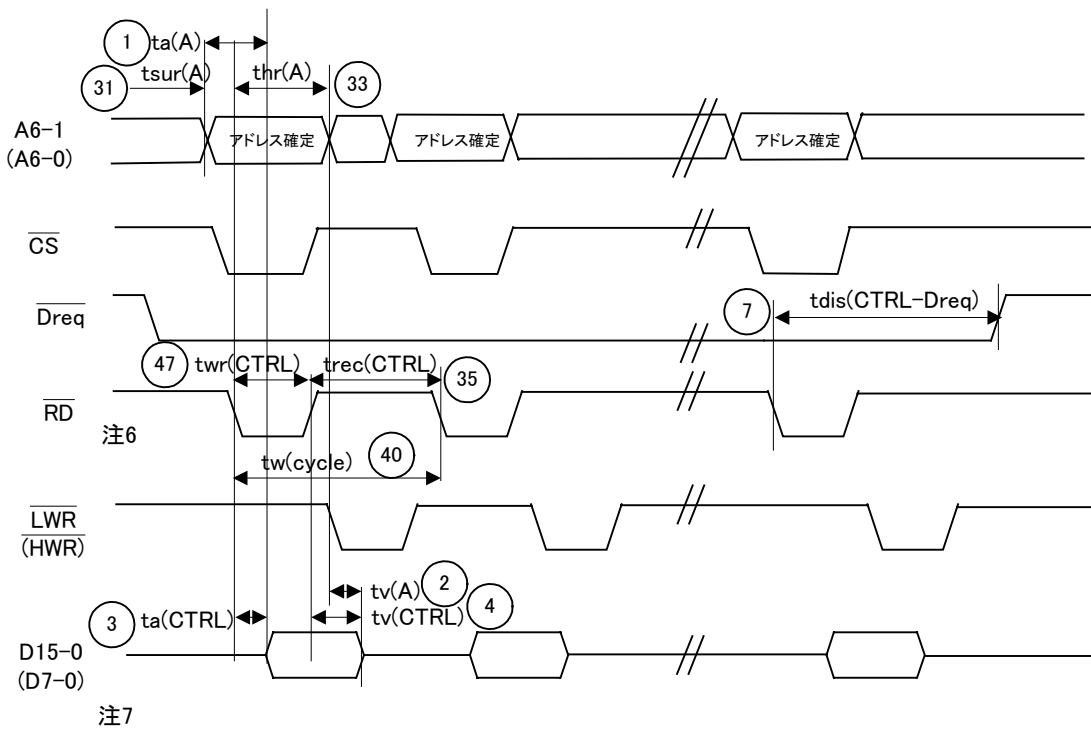 ① ta(A)
㉛ tsur(A) thr(A) ㉝
A6-1 アドレス確定 アドレス確定 アドレス確定
(A6-0)
CS
Dreq ⑦ tdis(CTRL-Dreq)
㊼ twr(CTRL) trec(CTRL) ㉟
RD
注6
tw(cycle) ㊵
LWR
(HWR)
tv(A) ②
③ ta(CTRL) tv(CTRL) ④
D15-0
(D7-0)
注7